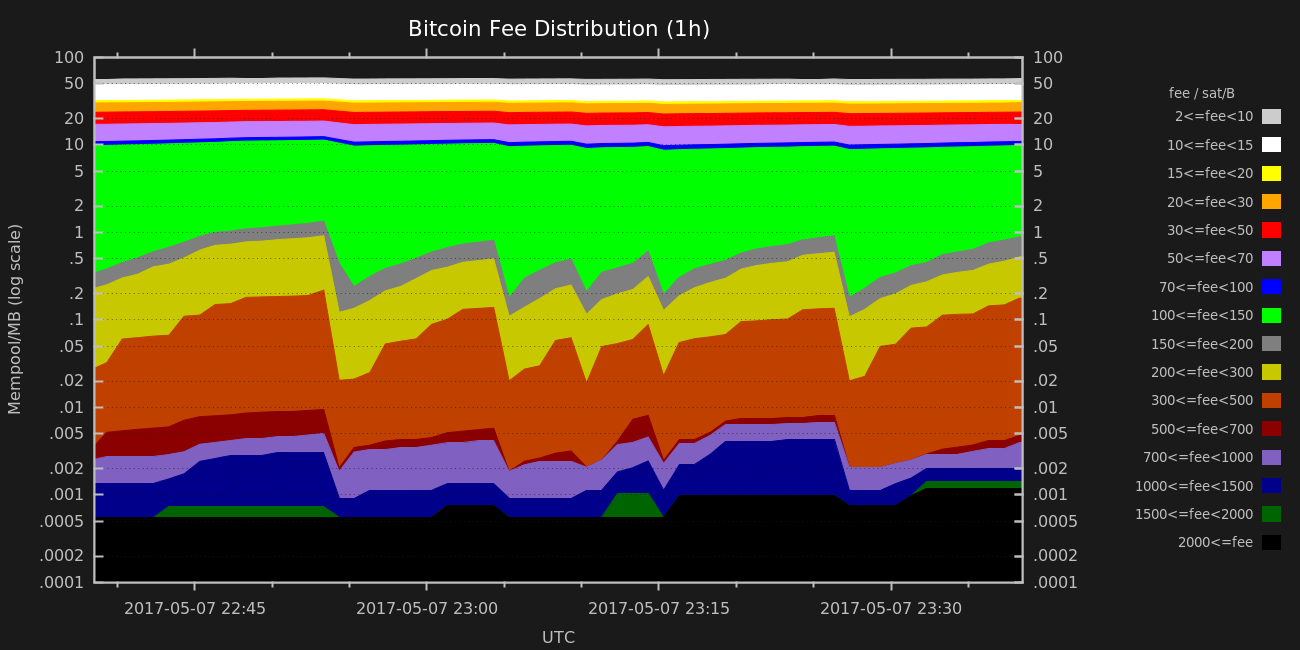 Bitcoin Fee Distribution (1h)
100 100
50 50
20 20
10 10
5 5
2 2
1 1
.5 .5
.2 .2
.1 .1
.05 .05
.02 .02
.01 .01
.005 .005
.002 .002
.001 .001
.0005 .0005
.0002 .0002
.0001 .0001
Mempool/MB (log scale)
2017-05-07 22:45 2017-05-07 23:00 2017-05-07 23:15 2017-05-07 23:30
UTC
fee / sat/B
2<=fee<10
10<=fee<15
15<=fee<20
20<=fee<30
30<=fee<50
50<=fee<70
70<=fee<100
100<=fee<150
150<=fee<200
200<=fee<300
300<=fee<500
500<=fee<700
700<=fee<1000
1000<=fee<1500
1500<=fee<2000
2000<=fee